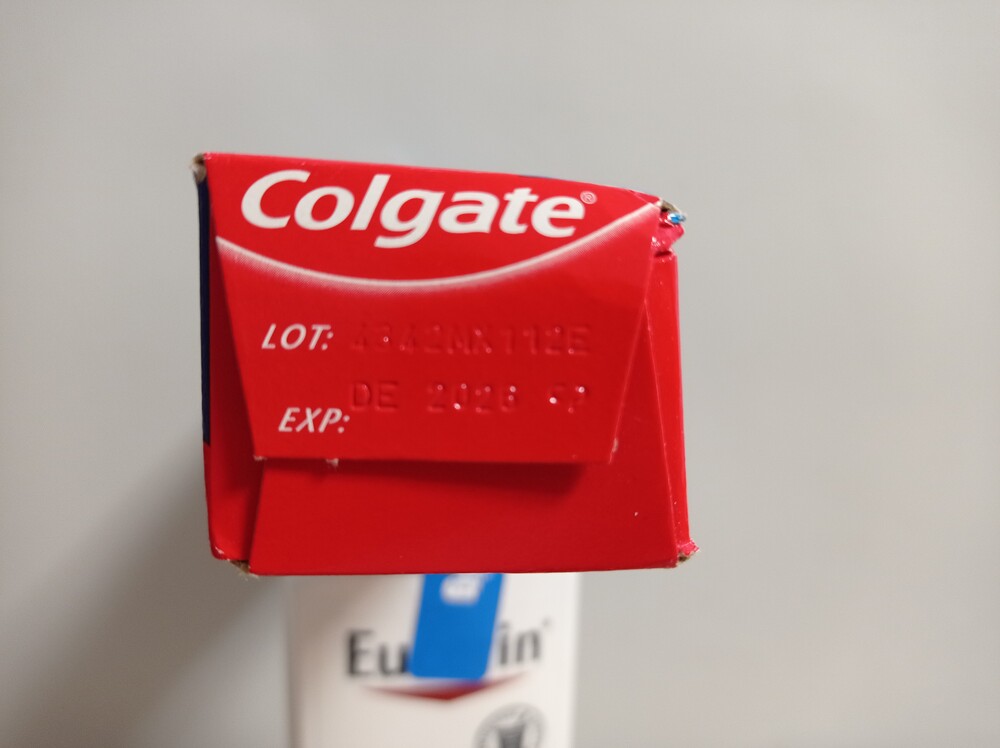 Colgate®
LOT: 4342MX112E
DE 2026
EXP: